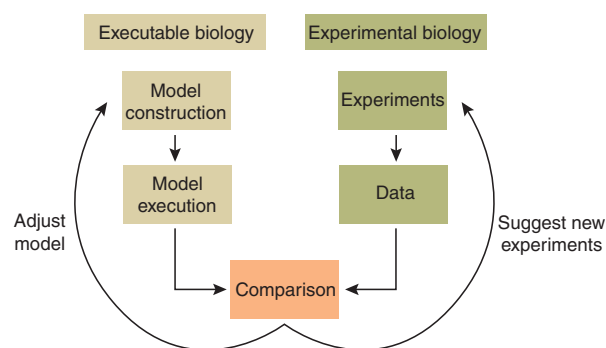 Executable biology
Experimental biology
Model
construction
Experiments
Model
execution
Data
Adjust
model
Suggest new
experiments
Comparison